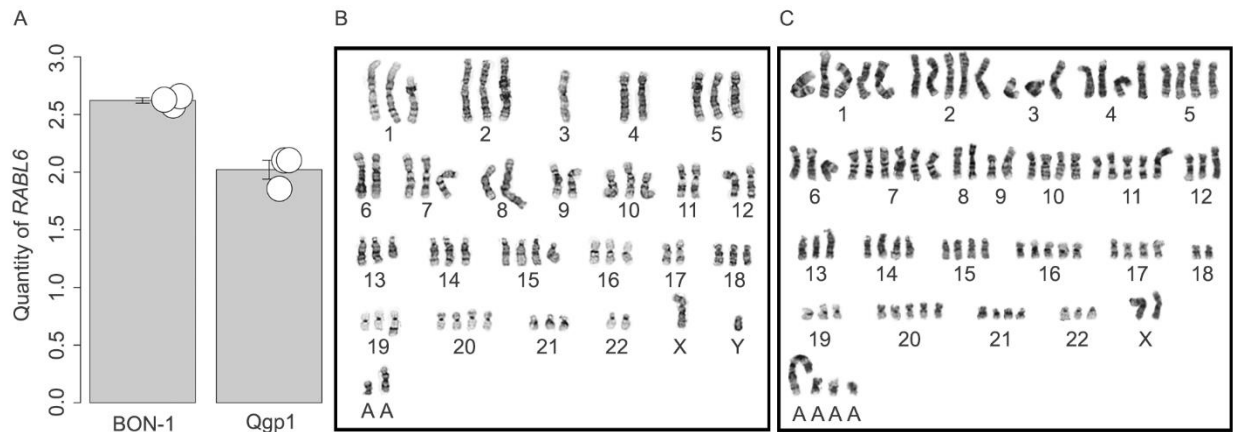 A
Quantity of RABL6
3.0
2.5
2.0
1.5
1.0
0.5
0.0
BON-1 Qgp1
B
1 2 3 4 5
6 7 8 9 10 11 12
13 14 15 16 17 18
19 20 21 22 X Y
A A
C
1 2 3 4 5
6 7 8 9 10 11 12
13 14 15 16 17 18
19 20 21 22 X
A A A A